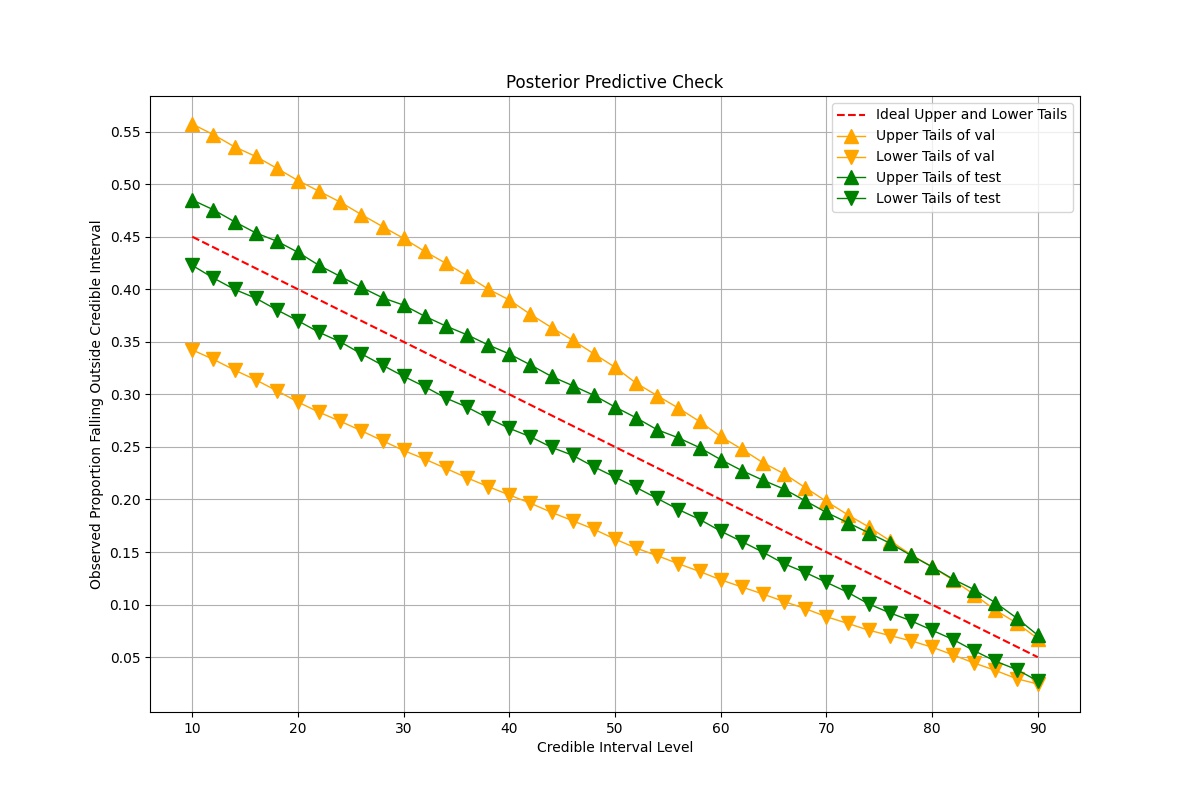 Posterior Predictive Check
Ideal Upper and Lower Tails
Upper Tails of val
Lower Tails of val
Upper Tails of test
Lower Tails of test
Observed Proportion Falling Outside Credible Interval
0.55
0.50
0.45
0.40
0.35
0.30
0.25
0.20
0.15
0.10
0.05
10 20 30 40 50 60 70 80 90
Credible Interval Level